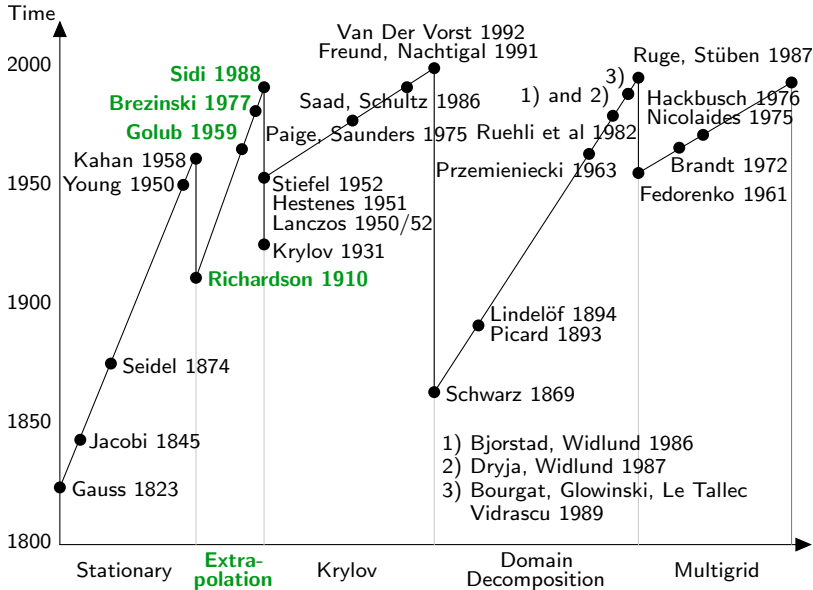 Time
Van Der Vorst 1992
Freund, Nachtigal 1991
Ruge, Stüben 1987
2000
Sidi 1988
3)
1) and 2)
Brezinski 1977
Saad, Schultz 1986
Hackbusch 1976
Nicolaides 1975
Golub 1959
Paige, Saunders 1975
Ruehli et al 1982
Kahan 1958
Przemieniecki 1963
Brandt 1972
1950
Young 1950
Stiefel 1952
Hestenes 1951
Lanczos 1950/52
Fedorenko 1961
Krylov 1931
Richardson 1910
1900
Lindelöf 1894
Picard 1893
Seidel 1874
Schwarz 1869
1850
Jacobi 1845
Gauss 1823
1) Bjorstad, Widlund 1986
2) Dryja, Widlund 1987
3) Bourgat, Glowinski, Le Tallec
Vidrascu 1989
1800
Stationary
Extra-
polation
Krylov
Domain
Decomposition
Multigrid